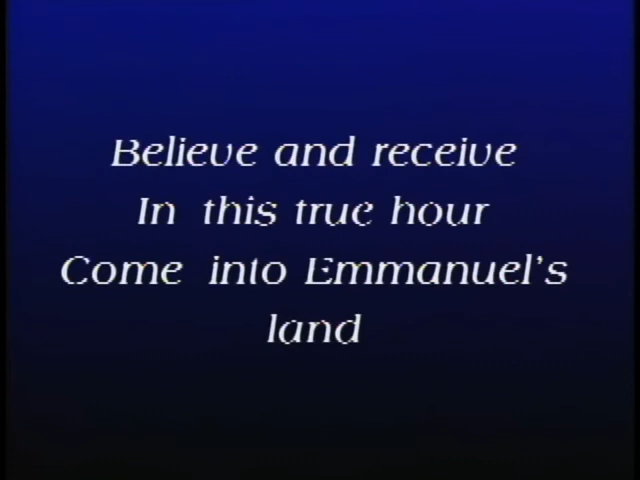 Believe and receive
In this true hour
Come into Emmanuel's
land